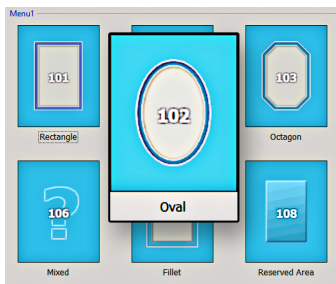 Menu1
101
102
103
Rectangle
Octagon
Oval
106
108
Mixed
Fillet
Reserved Area